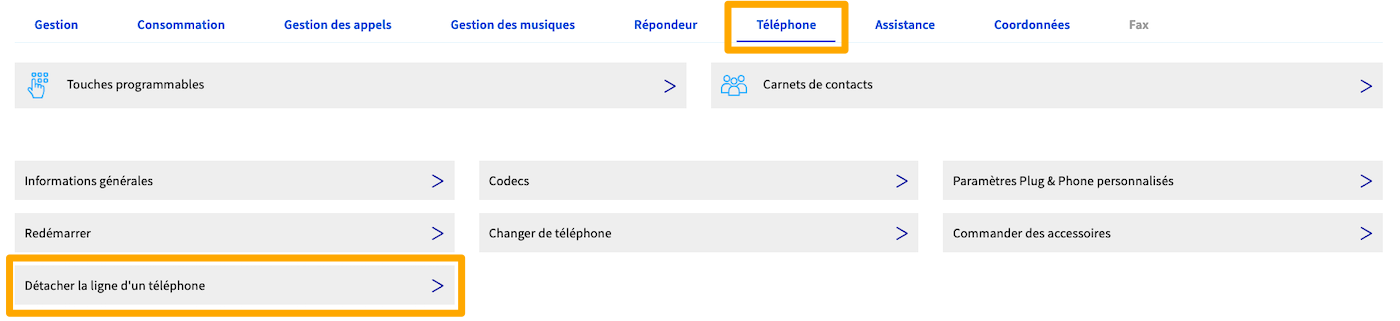 Gestion Consommation Gestion des appels Gestion des musiques Répondeur Téléphone Assistance Coordonnées Fax
Touches programmables Carnets de contacts
Informations générales Codecs Paramètres Plug & Phone personnalisés
Redémarrer Changer de téléphone Commander des accessoires
Détacher la ligne d'un téléphone